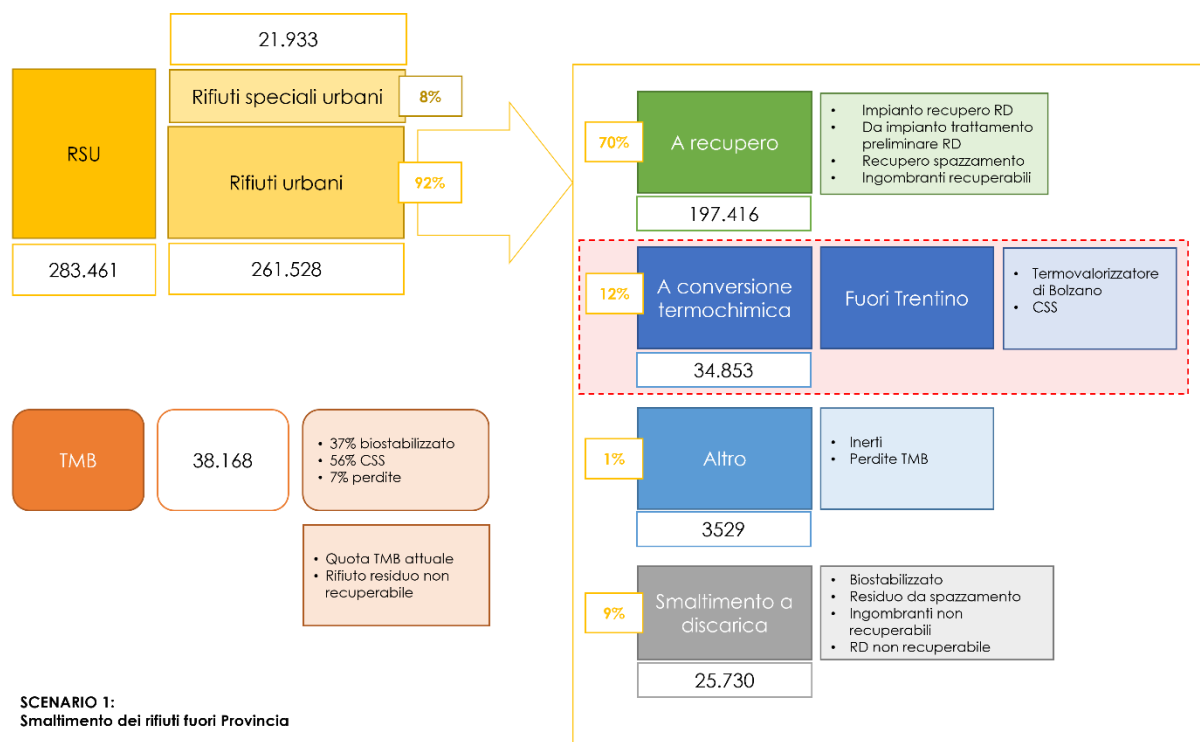 21.933
Rifiuti speciali urbani
8%
RSU
Rifiuti urbani
92%
283.461
261.528
70%
A recupero
• Impianto recupero RD
• Da impianto trattamento
preliminare RD
• Recupero spazzamento
• Ingombranti recuperabili
197.416
12%
A conversione
termochimica
Fuori Trentino
• Termovalorizzatore
di Bolzano
• CSS
34.853
TMB
38.168
• 37% biostabilizzato
• 56% CSS
• 7% perdite
• Quota TMB attuale
• Rifiuto residuo non
recuperabile
1%
Altro
• Inerti
• Perdite TMB
3529
9%
Smaltimento a
discarica
• Biostabilizzato
• Residuo da spazzamento
• Ingombranti non
recuperabili
• RD non recuperabile
25.730
SCENARIO 1:
Smaltimento dei rifiuti fuori Provincia